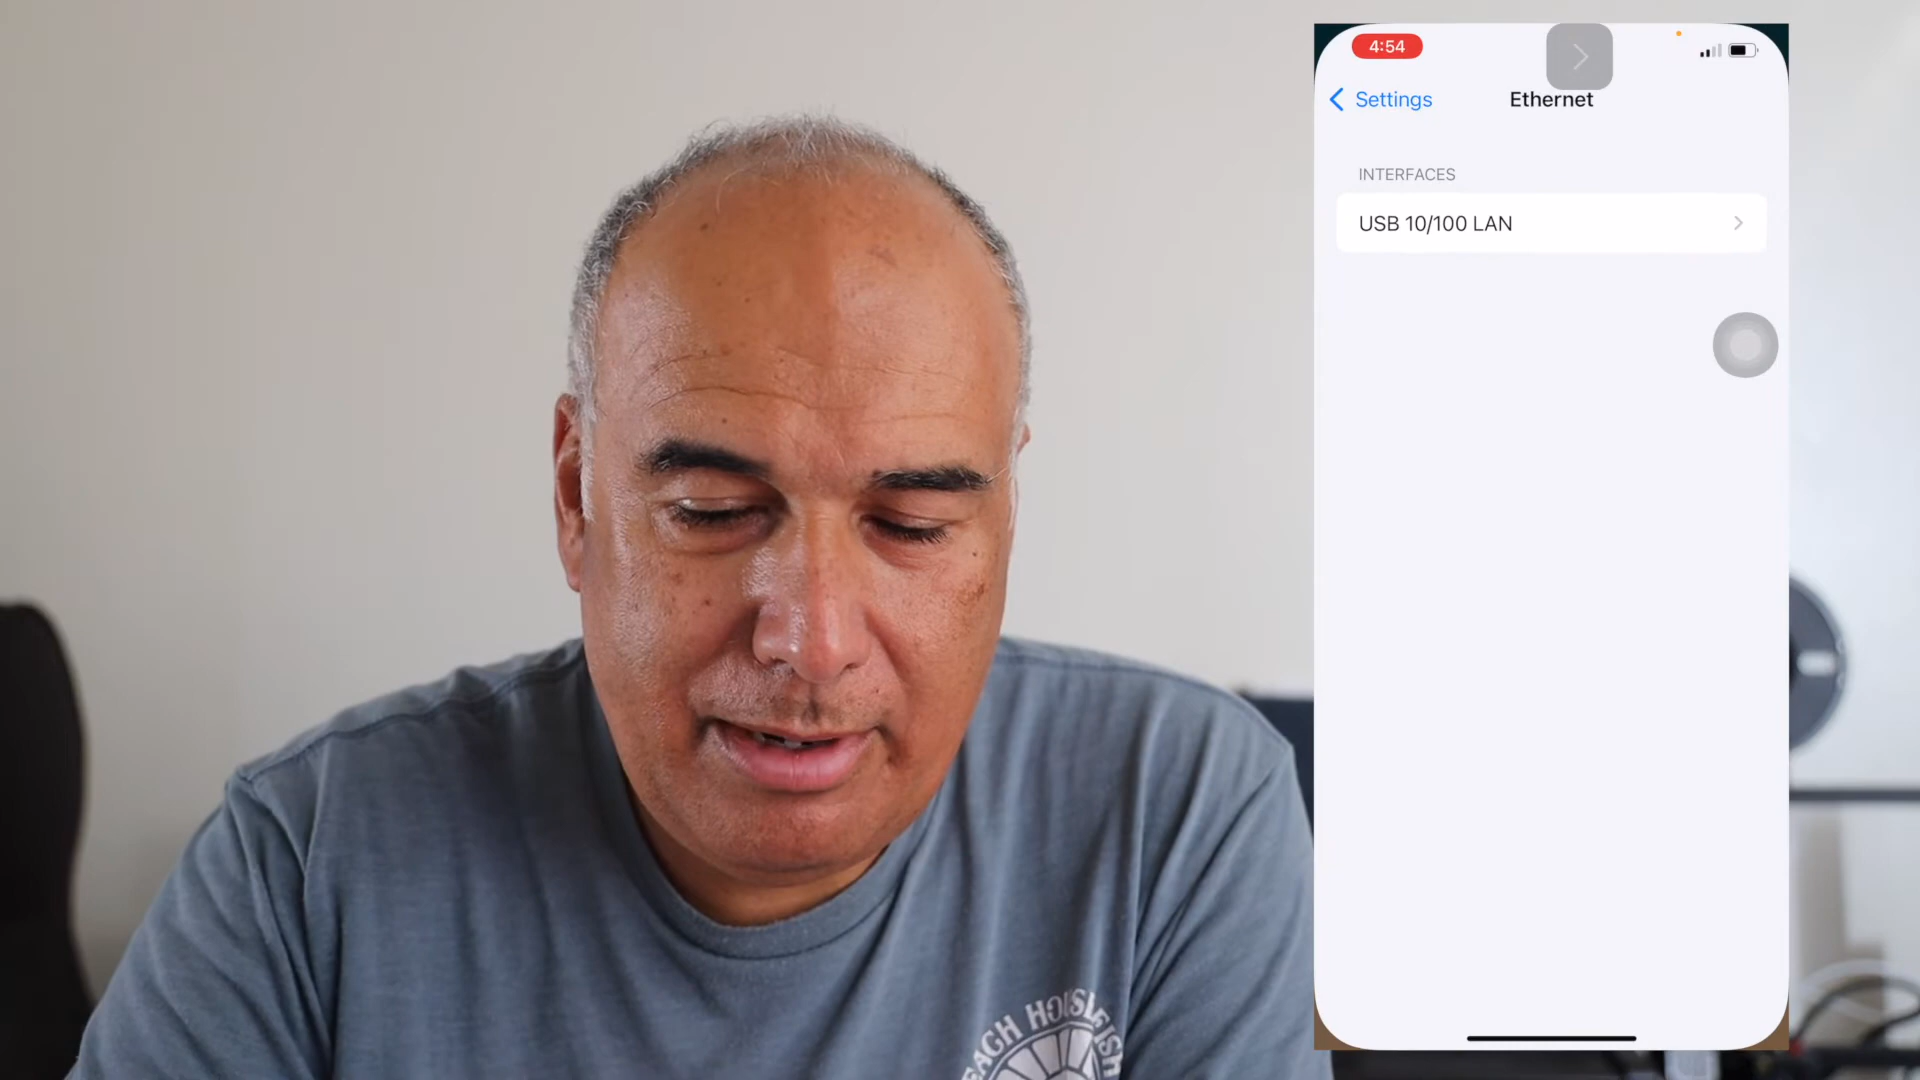 4:54
Settings
Ethernet
INTERFACES
USB 10/100 LAN